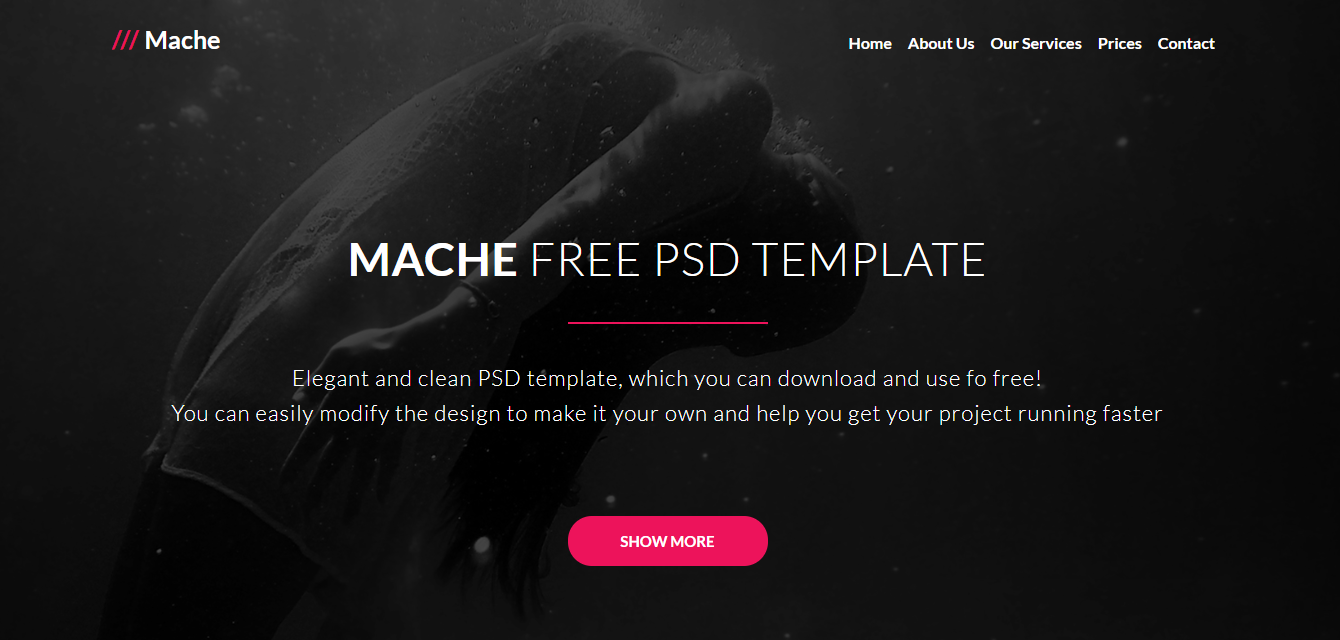 /// Mache
Home About Us Our Services Prices Contact
MACHE FREE PSD TEMPLATE
Elegant and clean PSD template, which you can download and use fo free!
You can easily modify the design to make it your own and help you get your project running faster
SHOW MORE